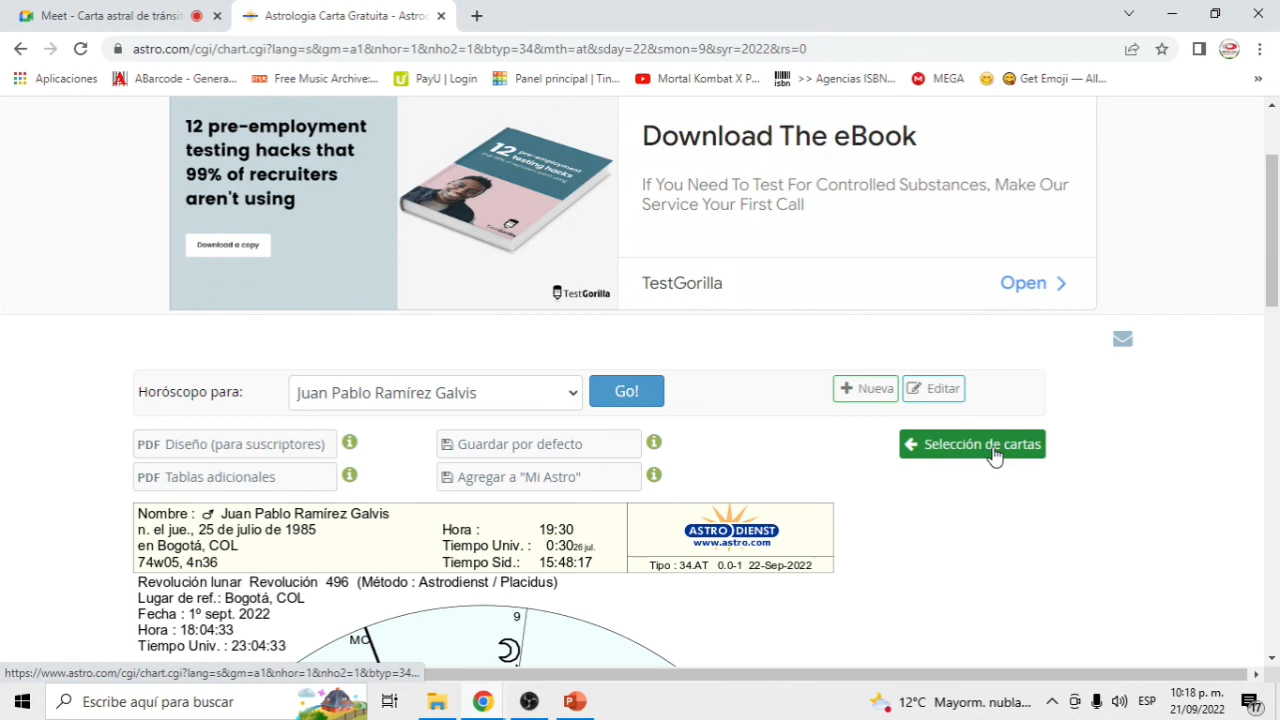 Meet - Carta astral de tránsit
Astrologia Carta Gratuita - Astro
astro.com/cgi/chart.cgi?lang=s&gm=a1&nhor=1&nho2=1&btyp=34&mth=at&sday=22&smon=9&syr=2022&rs=0
Aplicaciones
ABarcode - Genera...
Free Music Archive:...
PayU | Login
Panel principal | Tin...
Mortal Kombat X P...
>> Agencias ISBN...
MEGA
Get Emoji — All...
»
12 pre-employment
testing hacks that
99% of recruiters
aren't using
Download a copy
12 pre-employment
TestGorilla
Download The eBook
If You Need To Test For Controlled Substances, Make Our
Service Your First Call
TestGorilla
Open
Horóscopo para:
Juan Pablo Ramírez Galvis
Go!
Nueva
Editar
PDF Diseño (para suscriptores)
Guardar por defecto
Selección de cartas
PDF Tablas adicionales
Agregar a "Mi Astro"
Nombre : ♂ Juan Pablo Ramírez Galvis
n. el jue., 25 de julio de 1985
en Bogotá, COL
74w05, 4n36
Hora : 19:30
Tiempo Univ. : 0:30 26 jul.
Tiempo Sid.: 15:48:17
ASTRO DIENST
www.astro.com
Tipo : 34.AT 0.0-1 22-Sep-2022
Revolución lunar Revolución 496 (Método : Astrodienst / Placidus)
Lugar de ref.: Bogotá, COL
Fecha : 1º sept. 2022
Hora : 18:04:33
Tiempo Univ. : 23:04:33
MC
9
https://www.astro.com/cgi/chart.cgi?lang=s&gm=a1&nhor=1&nho2=1&btyp=34...
Escribe aquí para buscar
12°C Mayorm. nubla...
ESP
10:18 p. m.
21/09/2022
17